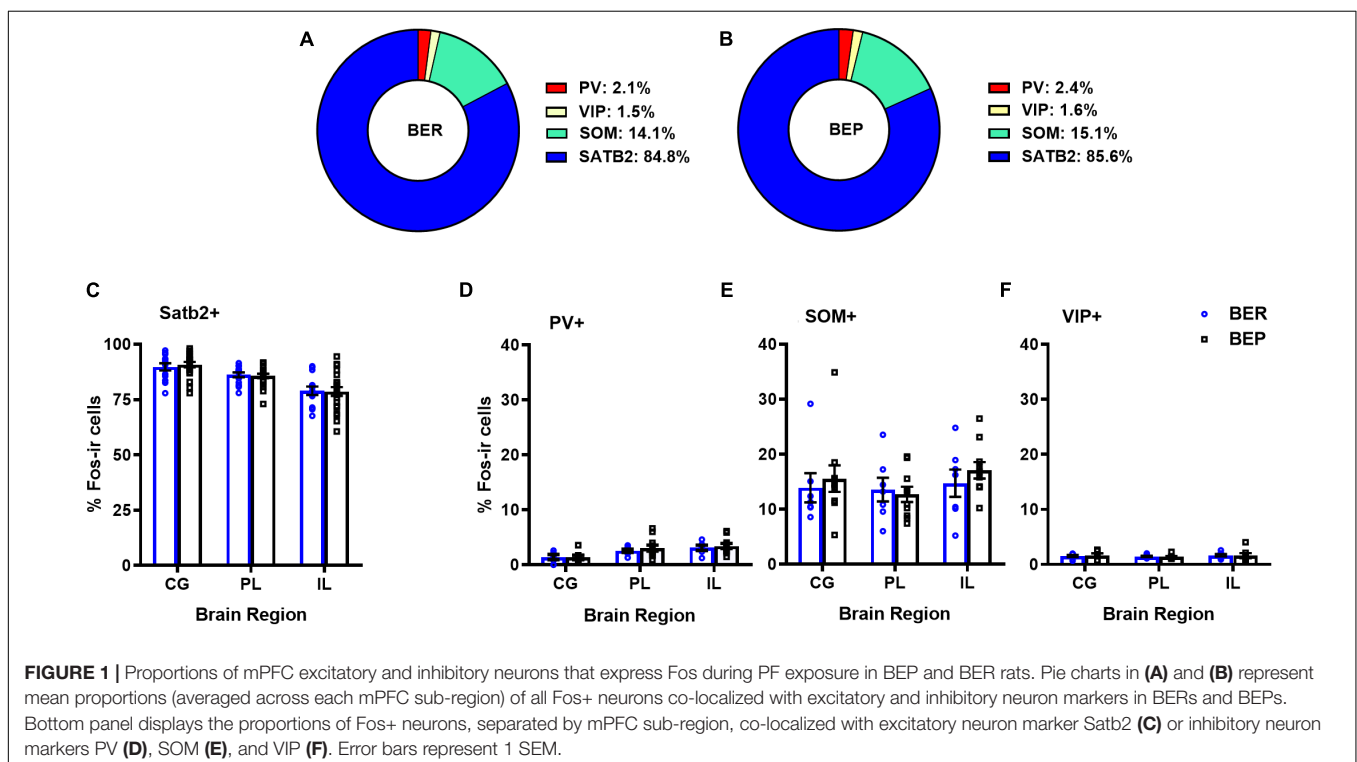 A
BER
PV: 2.1%
VIP: 1.5%
SOM: 14.1%
SATB2: 84.8%
B
BEP
PV: 2.4%
VIP: 1.6%
SOM: 15.1%
SATB2: 85.6%
C
Satb2+
% Fos-ir cells
100
75
50
25
0
CG PL IL
Brain Region
D
PV+
% Fos-ir cells
40
30
20
10
0
CG PL IL
Brain Region
E
SOM+
40
30
20
10
0
CG PL IL
Brain Region
F
VIP+
40
30
20
10
0
CG PL IL
Brain Region
BER
BEP
FIGURE 1 | Proportions of mPFC excitatory and inhibitory neurons that express Fos during PF exposure in BEP and BER rats. Pie charts in (A) and (B) represent
mean proportions (averaged across each mPFC sub-region) of all Fos+ neurons co-localized with excitatory and inhibitory neuron markers in BERs and BEPs.
Bottom panel displays the proportions of Fos+ neurons, separated by mPFC sub-region, co-localized with excitatory neuron marker Satb2 (C) or inhibitory neuron
markers PV (D), SOM (E), and VIP (F). Error bars represent 1 SEM.